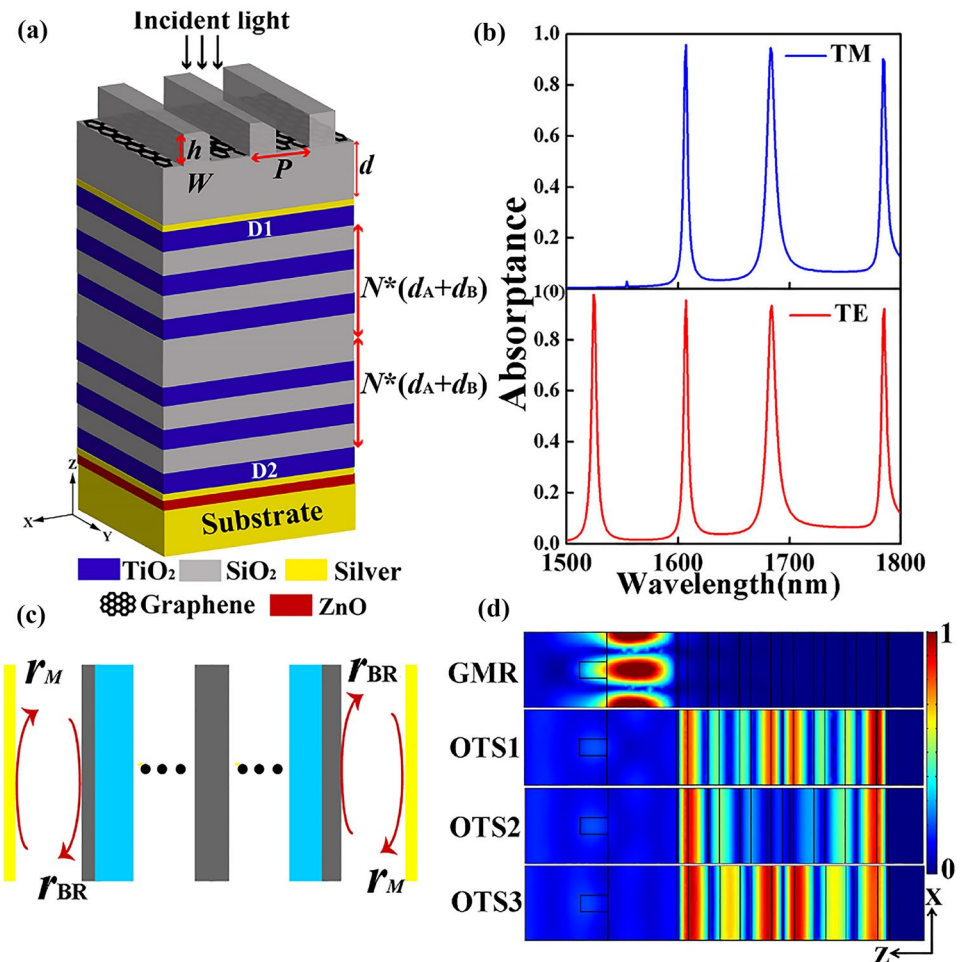 (a)
Incident light
h
W
P
d
D1
N*(dA+dB)
N*(dA+dB)
D2
Z
X
Y
Substrate
TiO₂ SiO₂ Silver
Graphene ZnO
(b)
TM
1.0
0.8
0.6
0.4
0.2
TE
1.0
0.8
0.6
0.4
0.2
0.0
Absorptance
1500 1600 1700 1800
Wavelength(nm)
(c)
rM
rBR
rBR
rM
(d)
GMR
OTS1
OTS2
OTS3
1
0
X
Z